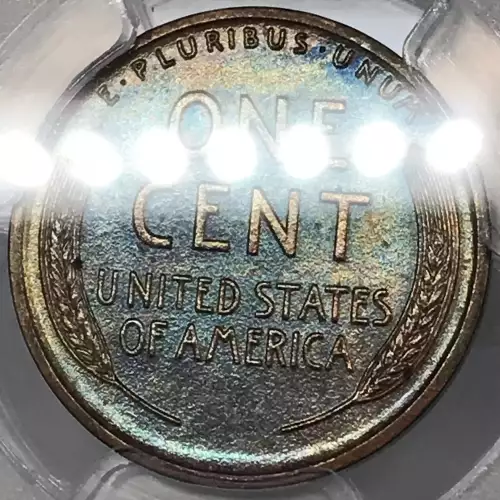 E · PLURIBUS · UNUM
ONE
CENT
UNITED STATES
OF AMERICA